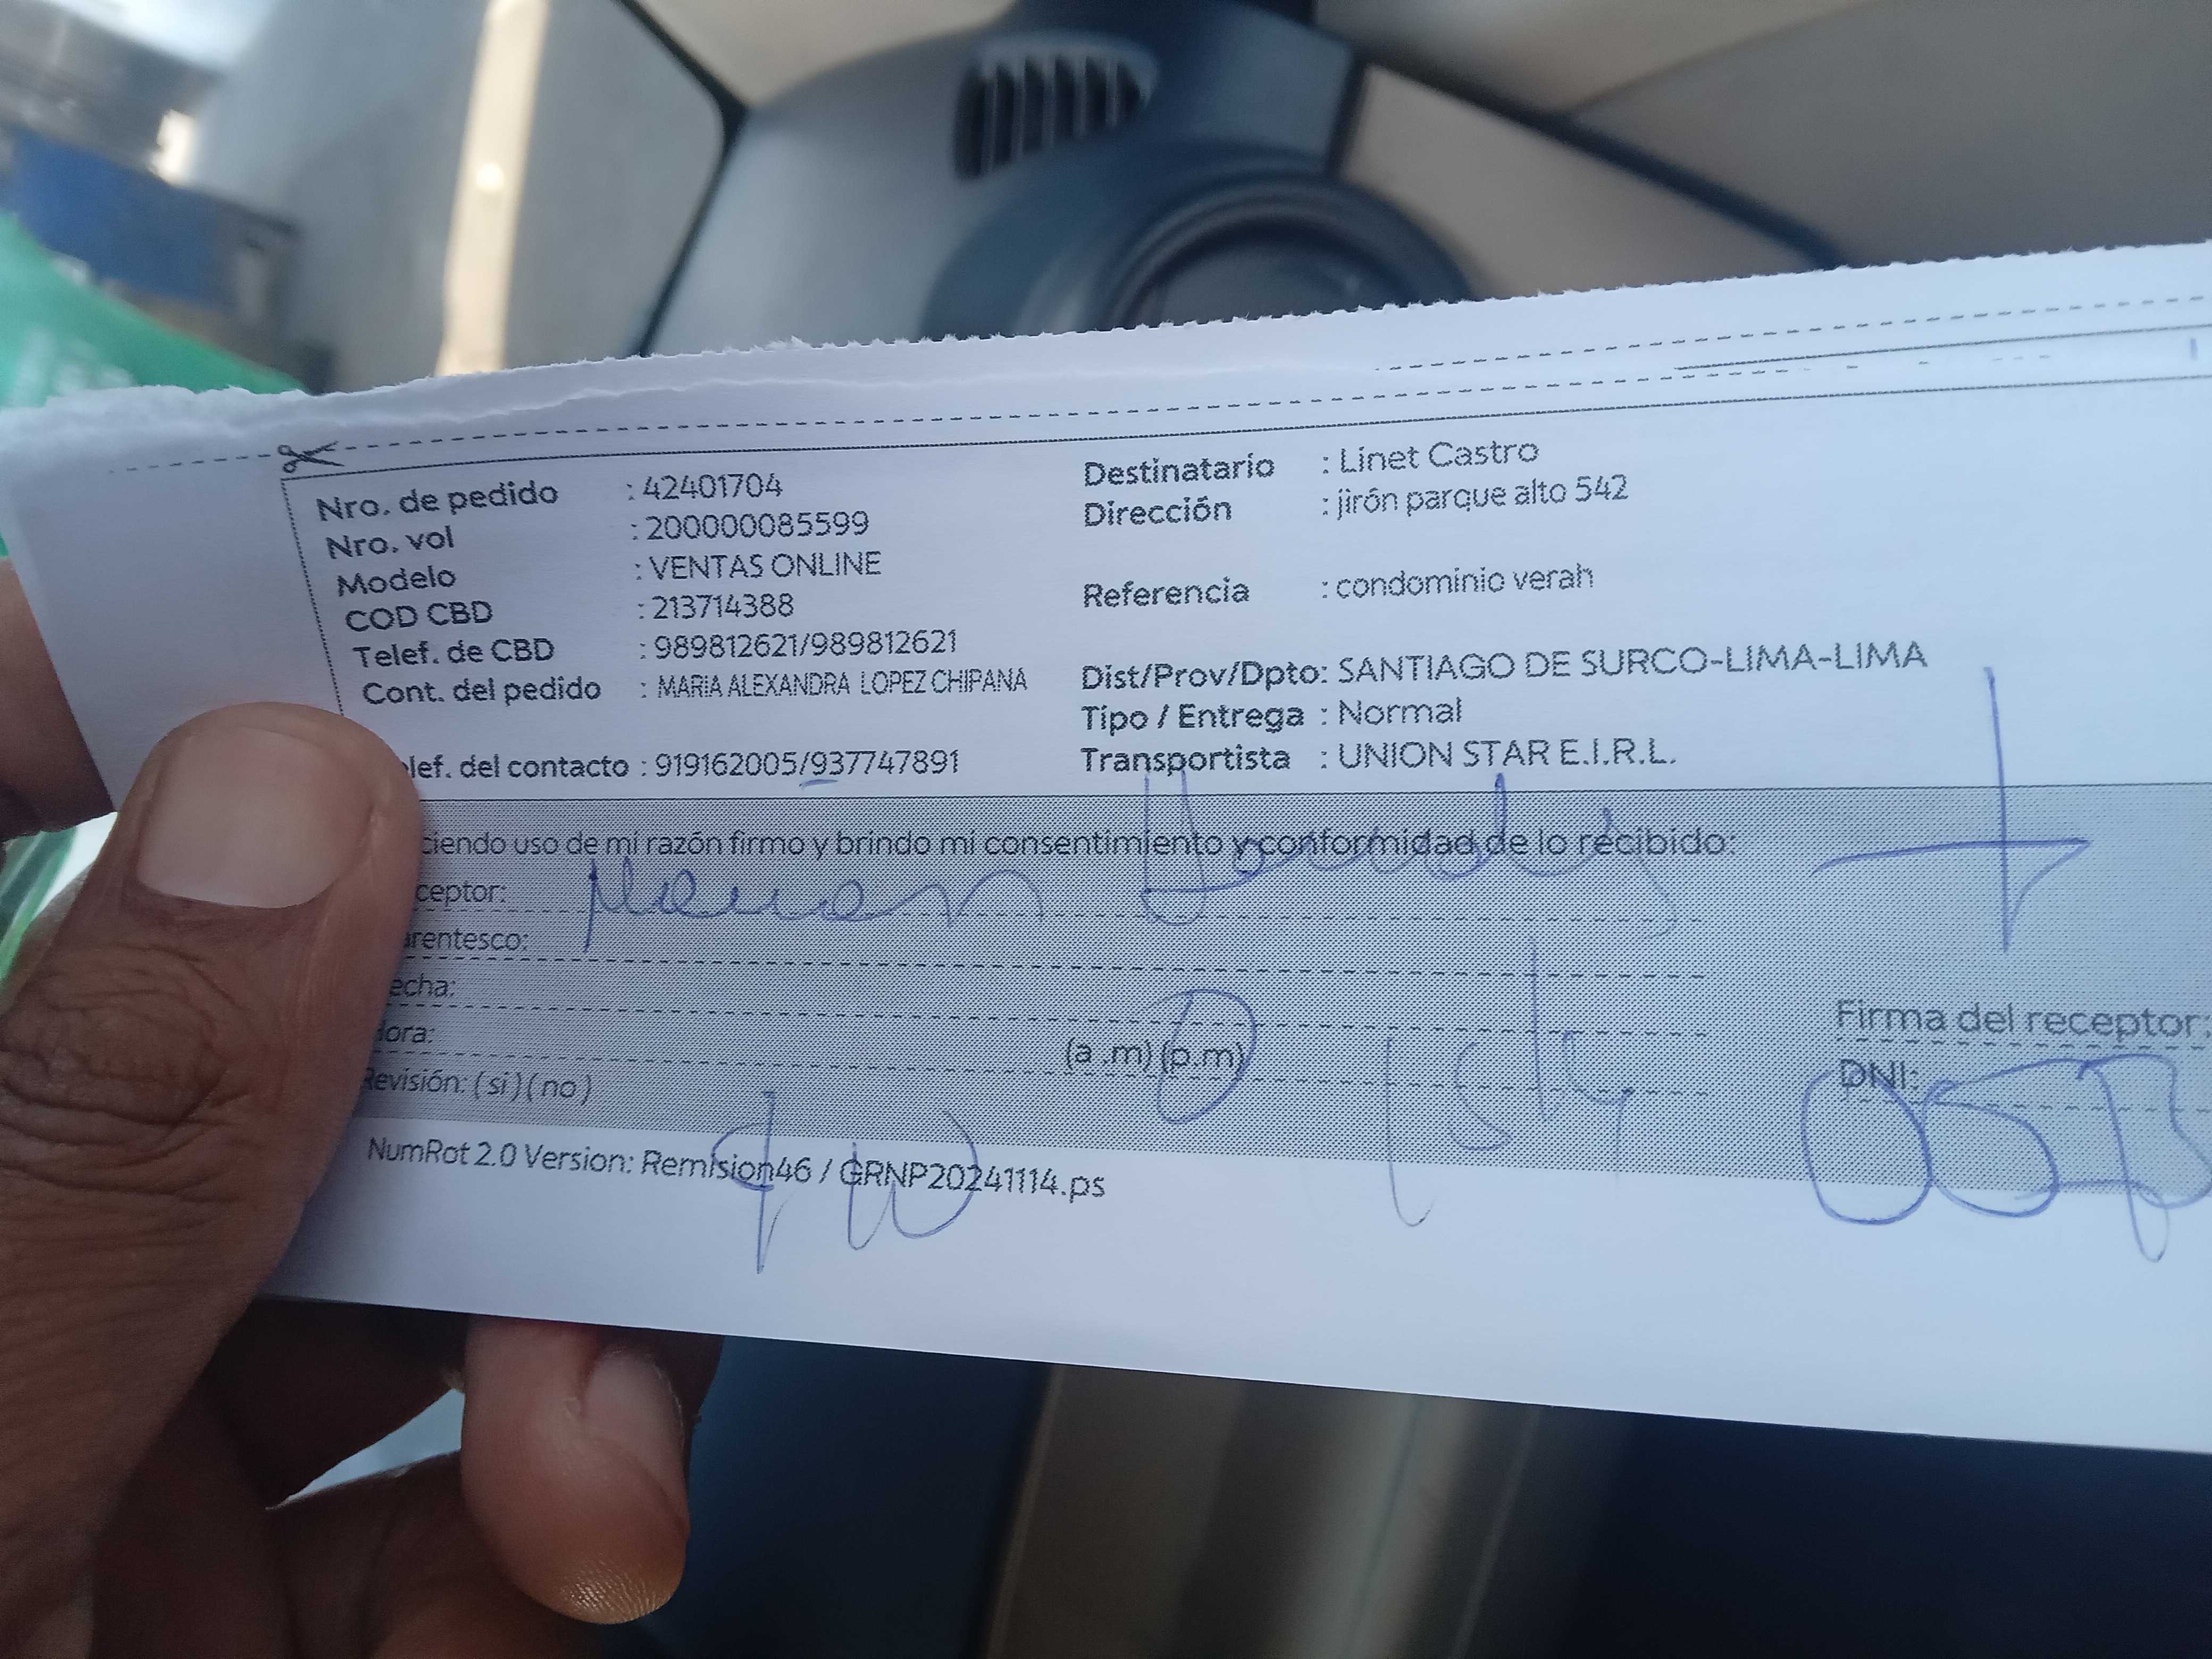 Nro. de pedido : 42401704
Nro. vol : 200000085599
Modelo : VENTAS ONLINE
COD CBD : 213714388
Telef. de CBD : 989812621/989812621
Cont. del pedido : MARIA ALEXANDRA LOPEZ CHIPANA
lef. del contacto : 919162005/937747891
Destinatario : Linet Castro
Dirección : jirón parque alto 542
Referencia : condominio verah
Dist/Prov/Dpto: SANTIAGO DE SURCO-LIMA-LIMA
Tipo / Entrega : Normal
Transportista : UNION STAR E.I.R.L.
ciendo uso de mi razón firmo y brindo mi consentimiento y conformidad de lo recibido:
ceptor:
arentesco:
echa:
Hora: (a.m) (p.m)
Revisión: (si) (no)
Firma del receptor
DNI:
NumRot 2.0 Version: Remision46 / GRNP20241114.ps